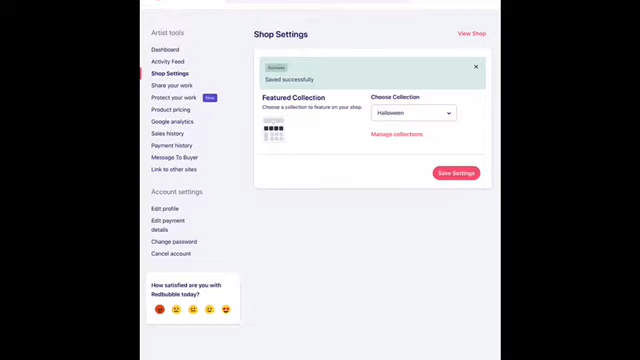 Artist tools
Dashboard
Activity Feed
Shop Settings
Share your work
Protect your work New
Product pricing
Google analytics
Sales history
Payment history
Message To Buyer
Link to other sites
Account settings
Edit profile
Edit payment
details
Change password
Cancel account
How satisfied are you with
Redbubble today?
Shop Settings
View Shop
Success
Saved successfully
Featured Collection
Choose a collection to feature on your shop.
Choose Collection
Halloween
Manage collections
Save Settings